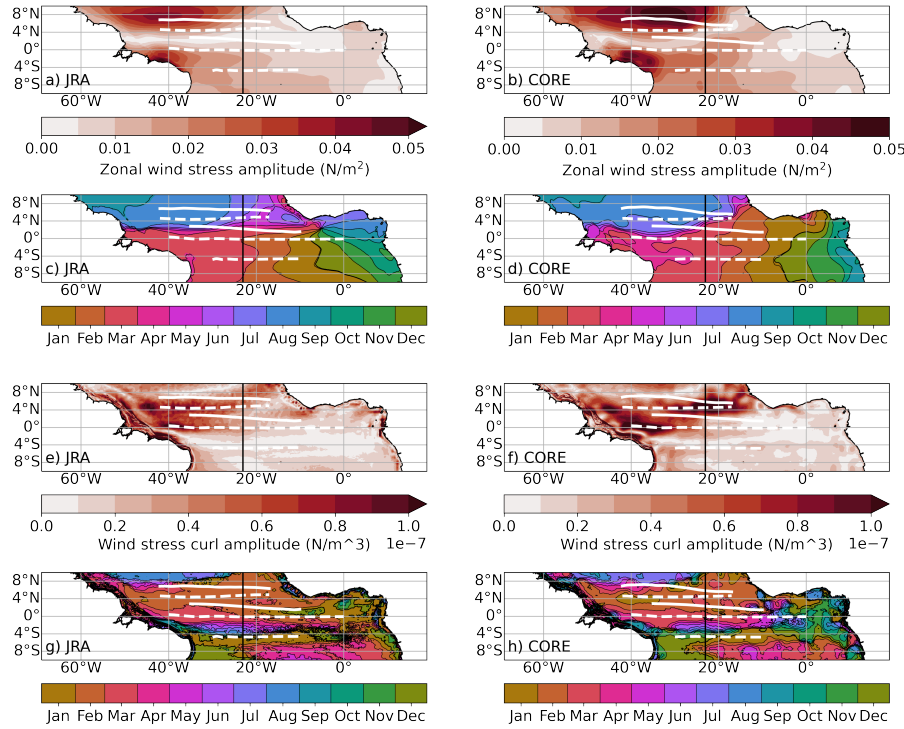 8°N
4°N
0°
4°S
8°S
a) JRA
60°W 40°W 20°W 0°
8°N
4°N
0°
4°S
8°S
b) CORE
60°W 40°W 20°W 0°
0.00 0.01 0.02 0.03 0.04 0.05
Zonal wind stress amplitude (N/m²)
0.00 0.01 0.02 0.03 0.04 0.05
Zonal wind stress amplitude (N/m²)
8°N
4°N
0°
4°S
8°S
c) JRA
60°W 40°W 20°W 0°
8°N
4°N
0°
4°S
8°S
d) CORE
60°W 40°W 20°W 0°
Jan Feb Mar Apr May Jun Jul Aug Sep Oct Nov Dec
Jan Feb Mar Apr May Jun Jul Aug Sep Oct Nov Dec
8°N
4°N
0°
4°S
8°S
e) JRA
60°W 40°W 20°W 0°
8°N
4°N
0°
4°S
8°S
f) CORE
60°W 40°W 20°W 0°
0.0 0.2 0.4 0.6 0.8 1.0
Wind stress curl amplitude (N/m^3) 1e−7
0.0 0.2 0.4 0.6 0.8 1.0
Wind stress curl amplitude (N/m^3) 1e−7
8°N
4°N
0°
4°S
8°S
g) JRA
60°W 40°W 20°W 0°
8°N
4°N
0°
4°S
8°S
h) CORE
60°W 40°W 20°W 0°
Jan Feb Mar Apr May Jun Jul Aug Sep Oct Nov Dec
Jan Feb Mar Apr May Jun Jul Aug Sep Oct Nov Dec